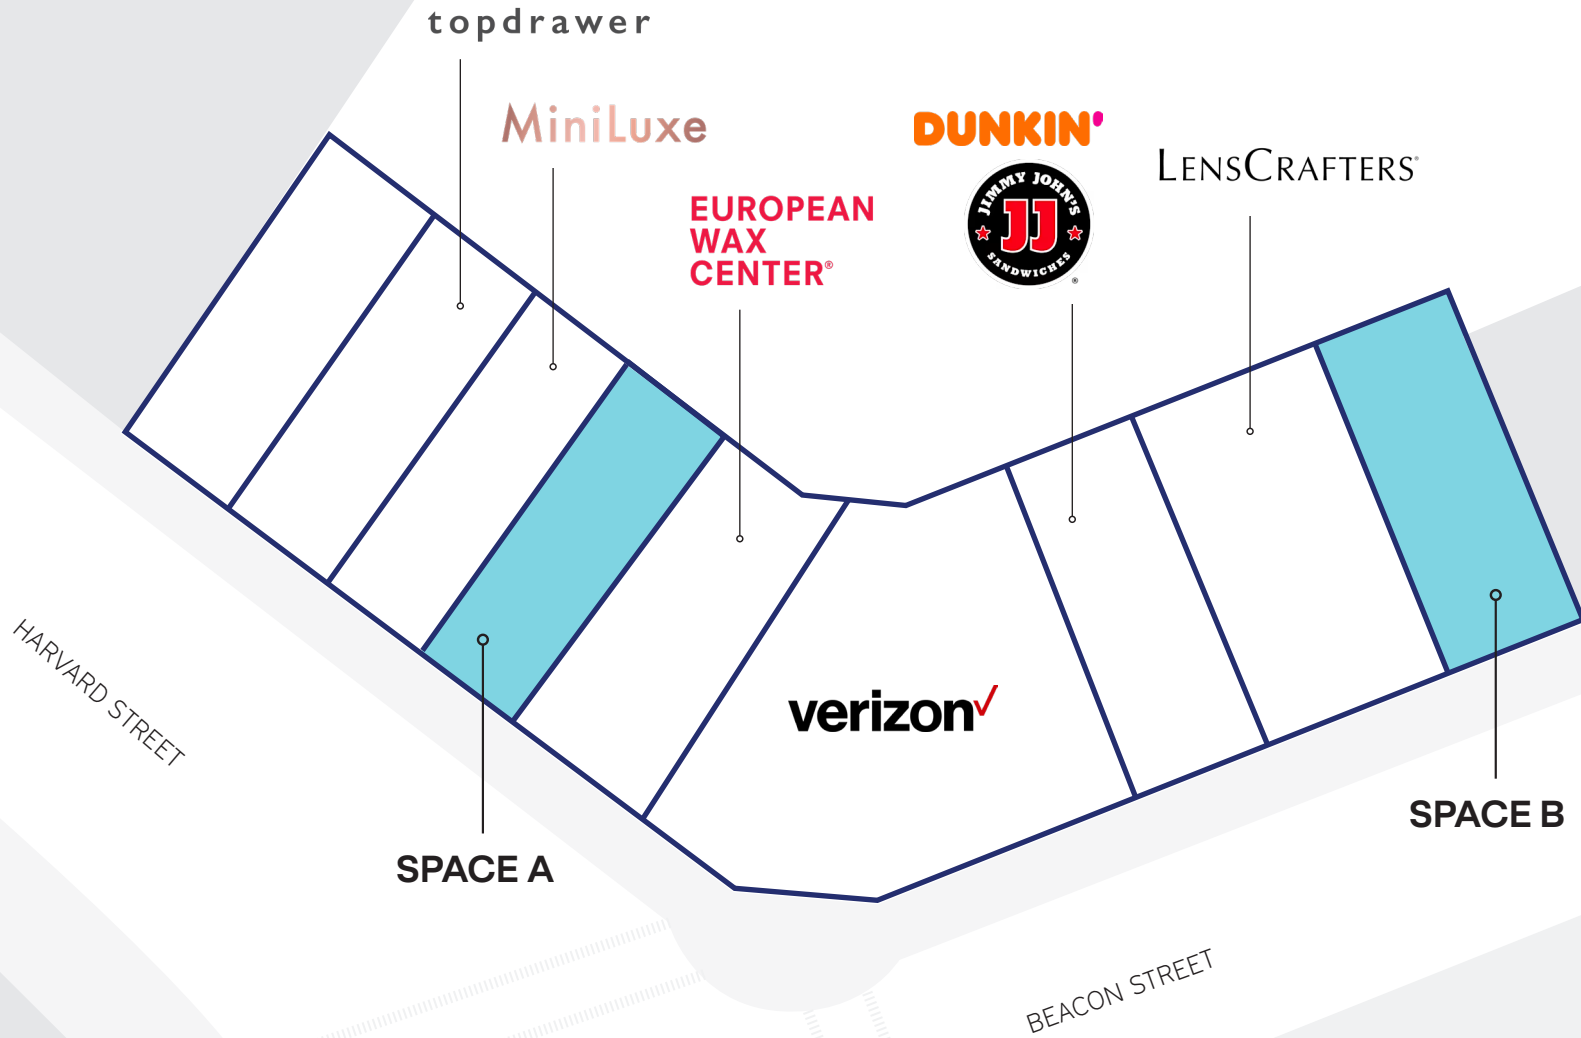 topdrawer
MiniLuxe
EUROPEAN
WAX
CENTER®
DUNKIN'
JIMMY JOHN'S
JJ
SANDWICHES
®
LENSCRAFTERS®
verizon
HARVARD STREET
SPACE A
SPACE B
BEACON STREET